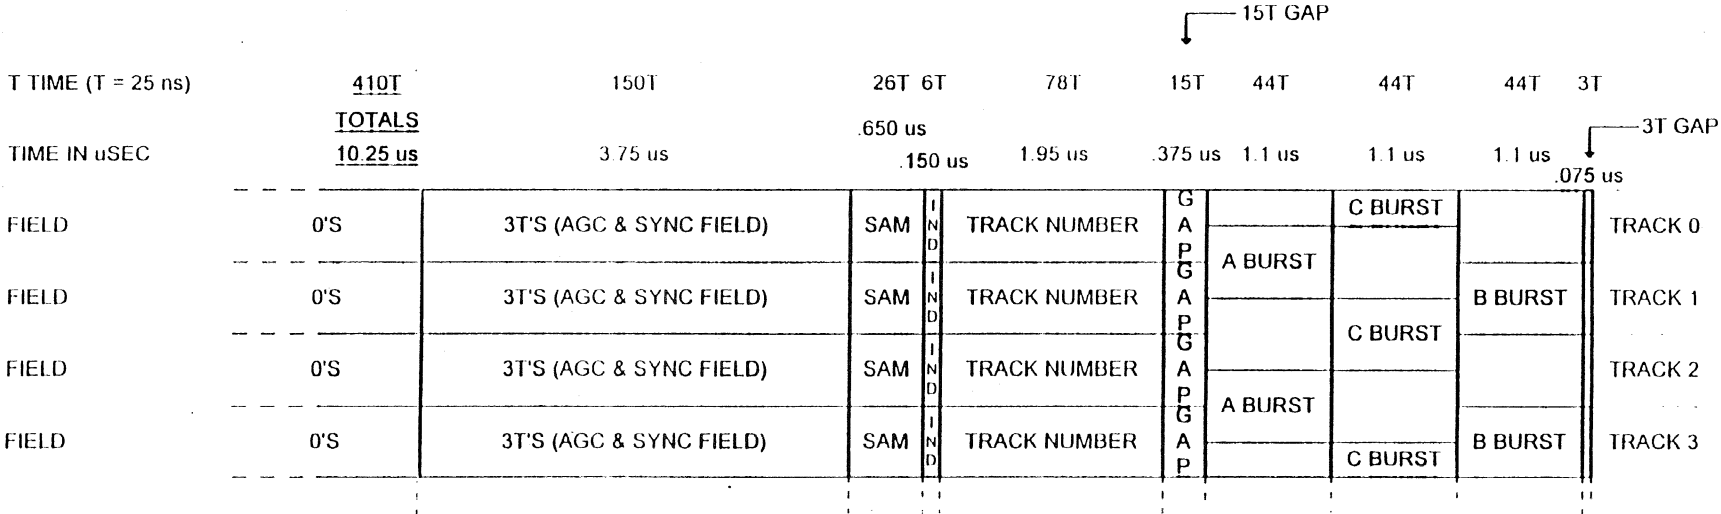 15T GAP
T TIME (T = 25 ns) 410T 150T 26T 6T 78T 15T 44T 44T 44T 3T
TOTALS .650 us 3T GAP
TIME IN uSEC 10.25 us 3.75 us .150 us 1.95 us .375 us 1.1 us 1.1 us 1.1 us .075 us
FIELD 0'S 3T'S (AGC & SYNC FIELD) SAM IND TRACK NUMBER GAP C BURST TRACK 0
A BURST
FIELD 0'S 3T'S (AGC & SYNC FIELD) SAM IND TRACK NUMBER GAP B BURST TRACK 1
C BURST
FIELD 0'S 3T'S (AGC & SYNC FIELD) SAM IND TRACK NUMBER GAP TRACK 2
A BURST
FIELD 0'S 3T'S (AGC & SYNC FIELD) SAM IND TRACK NUMBER GAP C BURST B BURST TRACK 3